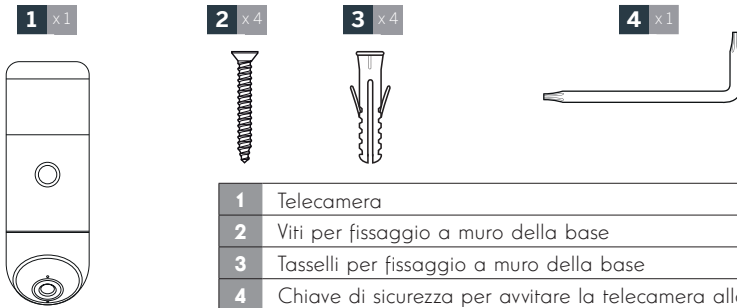 1 x1
2 x4
3 x4
4 x1
1 Telecamera
2 Viti per fissaggio a muro della base
3 Tasselli per fissaggio a muro della base
4 Chiave di sicurezza per avvitare la telecamera